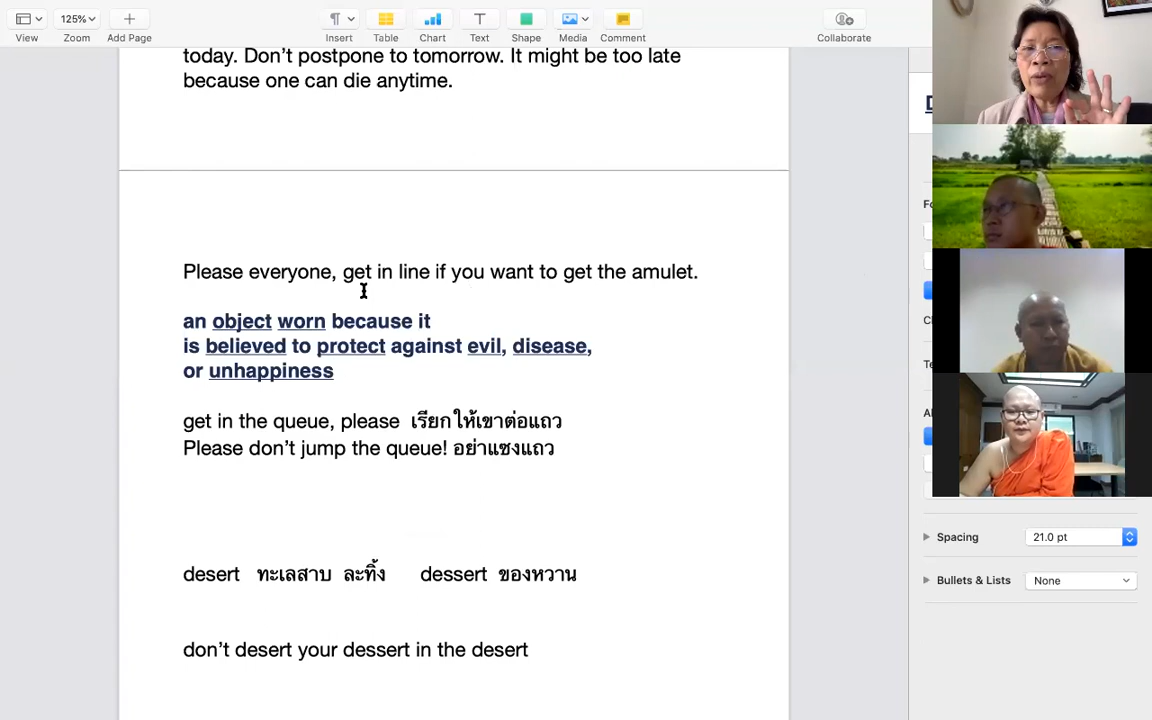 125%
View
Zoom
Add Page
Insert
Table
Chart
Text
Shape
Media
Comment
Collaborate
today. Don't postpone to tomorrow. It might be too late
because one can die anytime.
Please everyone, get in line if you want to get the amulet.
an object worn because it
is believed to protect against evil, disease,
or unhappiness
get in the queue, please เรียกให้เขาต่อแถว
Please don't jump the queue! อย่าแซงแถว
desert ทะเลสาบ ละทิ้ง dessert ของหวาน
don't desert your dessert in the desert
Spacing
21.0 pt
Bullets & Lists
None